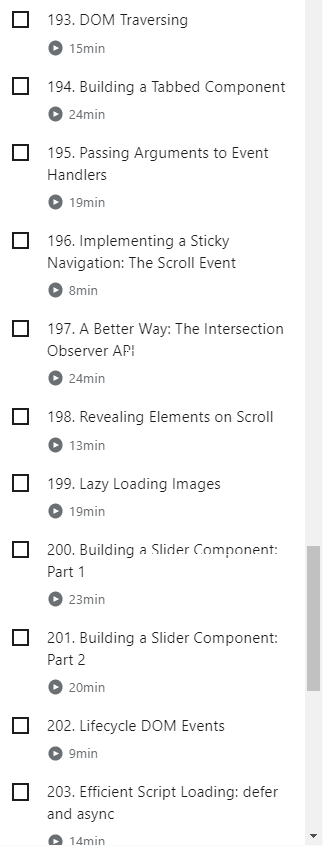 193. DOM Traversing
15min
194. Building a Tabbed Component
24min
195. Passing Arguments to Event
Handlers
19min
196. Implementing a Sticky
Navigation: The Scroll Event
8min
197. A Better Way: The Intersection
Observer API
24min
198. Revealing Elements on Scroll
13min
199. Lazy Loading Images
19min
200. Building a Slider Component:
Part 1
23min
201. Building a Slider Component:
Part 2
20min
202. Lifecycle DOM Events
9min
203. Efficient Script Loading: defer
and async
14min